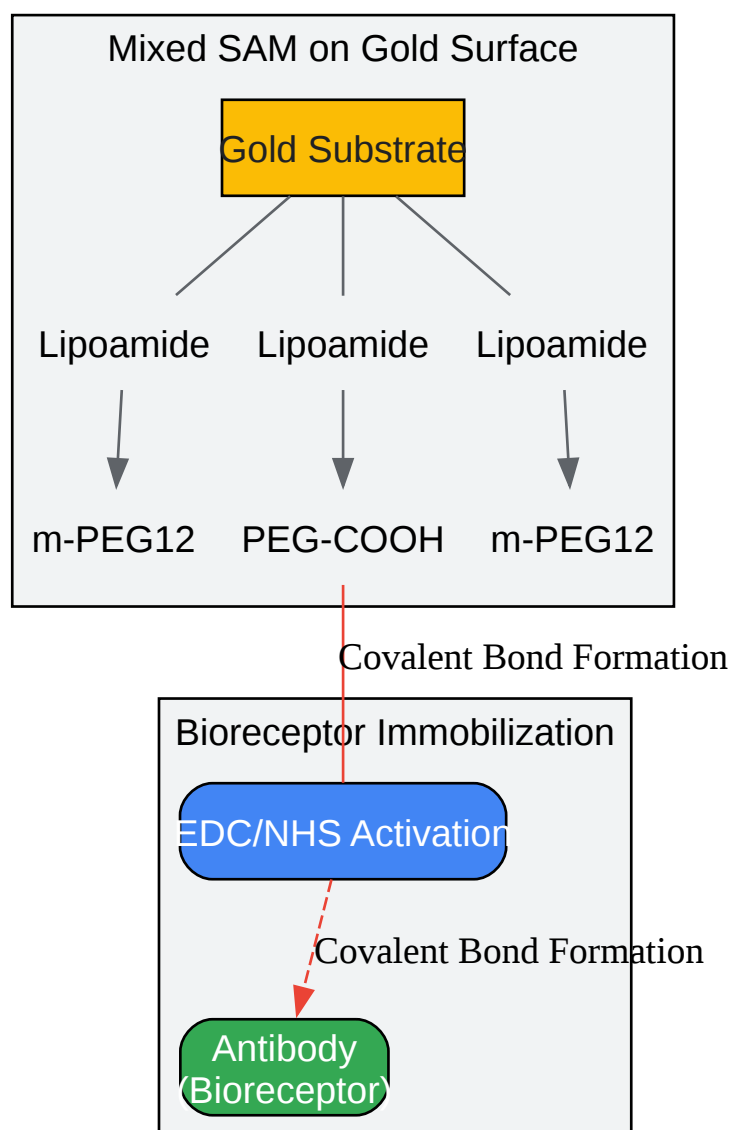 Mixed SAM on Gold Surface
Gold Substrate
Lipoamide Lipoamide Lipoamide
m-PEG12 PEG-COOH m-PEG12
Covalent Bond Formation
Bioreceptor Immobilization
EDC/NHS Activation
Covalent Bond Formation
Antibody
(Bioreceptor)